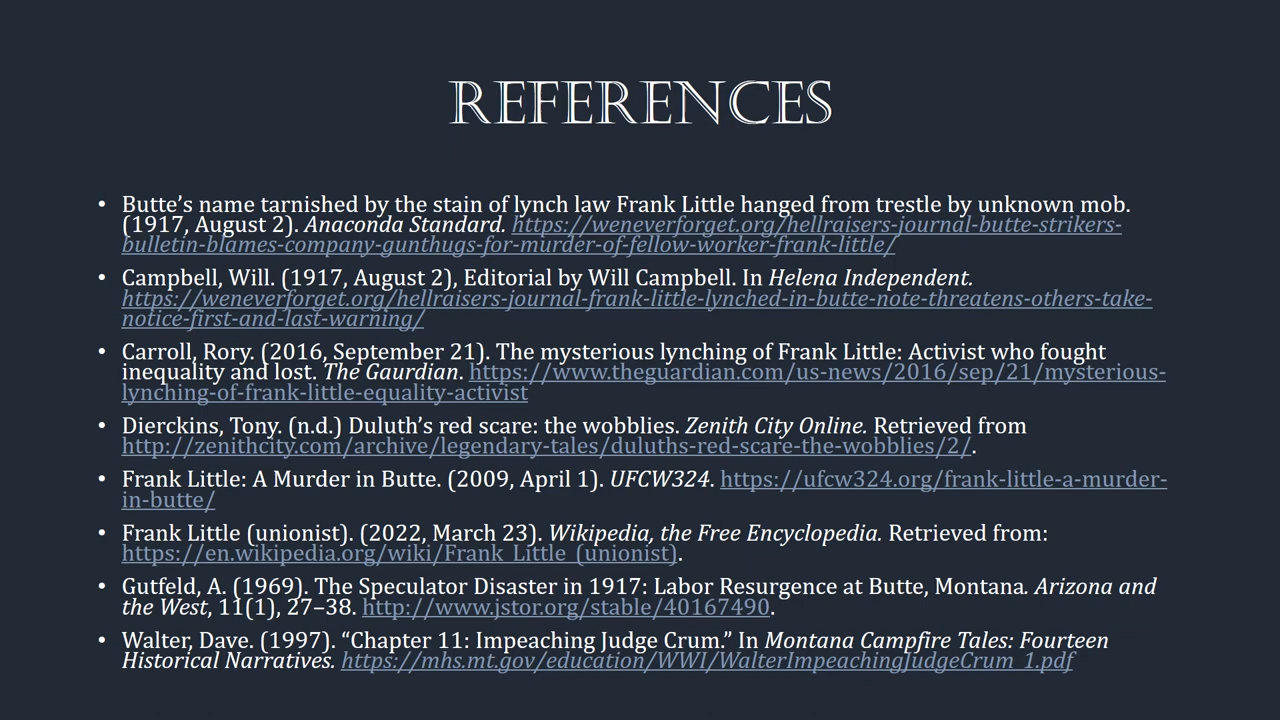 REFERENCES
• Butte’s name tarnished by the stain of lynch law Frank Little hanged from trestle by unknown mob.
(1917, August 2). Anaconda Standard. https://weneverforget.org/hellraisers-journal-butte-strikers-
bulletin-blames-company-gunthugs-for-murder-of-fellow-worker-frank-little/
• Campbell, Will. (1917, August 2), Editorial by Will Campbell. In Helena Independent.
https://weneverforget.org/hellraisers-journal-frank-little-lynched-in-butte-note-threatens-others-take-
notice-first-and-last-warning/
• Carroll, Rory. (2016, September 21). The mysterious lynching of Frank Little: Activist who fought
inequality and lost. The Gaurdian. https://www.theguardian.com/us-news/2016/sep/21/mysterious-
lynching-of-frank-little-equality-activist
• Dierckins, Tony. (n.d.) Duluth’s red scare: the wobblies. Zenith City Online. Retrieved from
http://zenithcity.com/archive/legendary-tales/duluths-red-scare-the-wobblies/2/.
• Frank Little: A Murder in Butte. (2009, April 1). UFCW324. https://ufcw324.org/frank-little-a-murder-
in-butte/
• Frank Little (unionist). (2022, March 23). Wikipedia, the Free Encyclopedia. Retrieved from:
https://en.wikipedia.org/wiki/Frank_Little_(unionist).
• Gutfeld, A. (1969). The Speculator Disaster in 1917: Labor Resurgence at Butte, Montana. Arizona and
the West, 11(1), 27–38. http://www.jstor.org/stable/40167490.
• Walter, Dave. (1997). “Chapter 11: Impeaching Judge Crum.” In Montana Campfire Tales: Fourteen
Historical Narratives. https://mhs.mt.gov/education/WWI/WalterImpeachingJudgeCrum_1.pdf